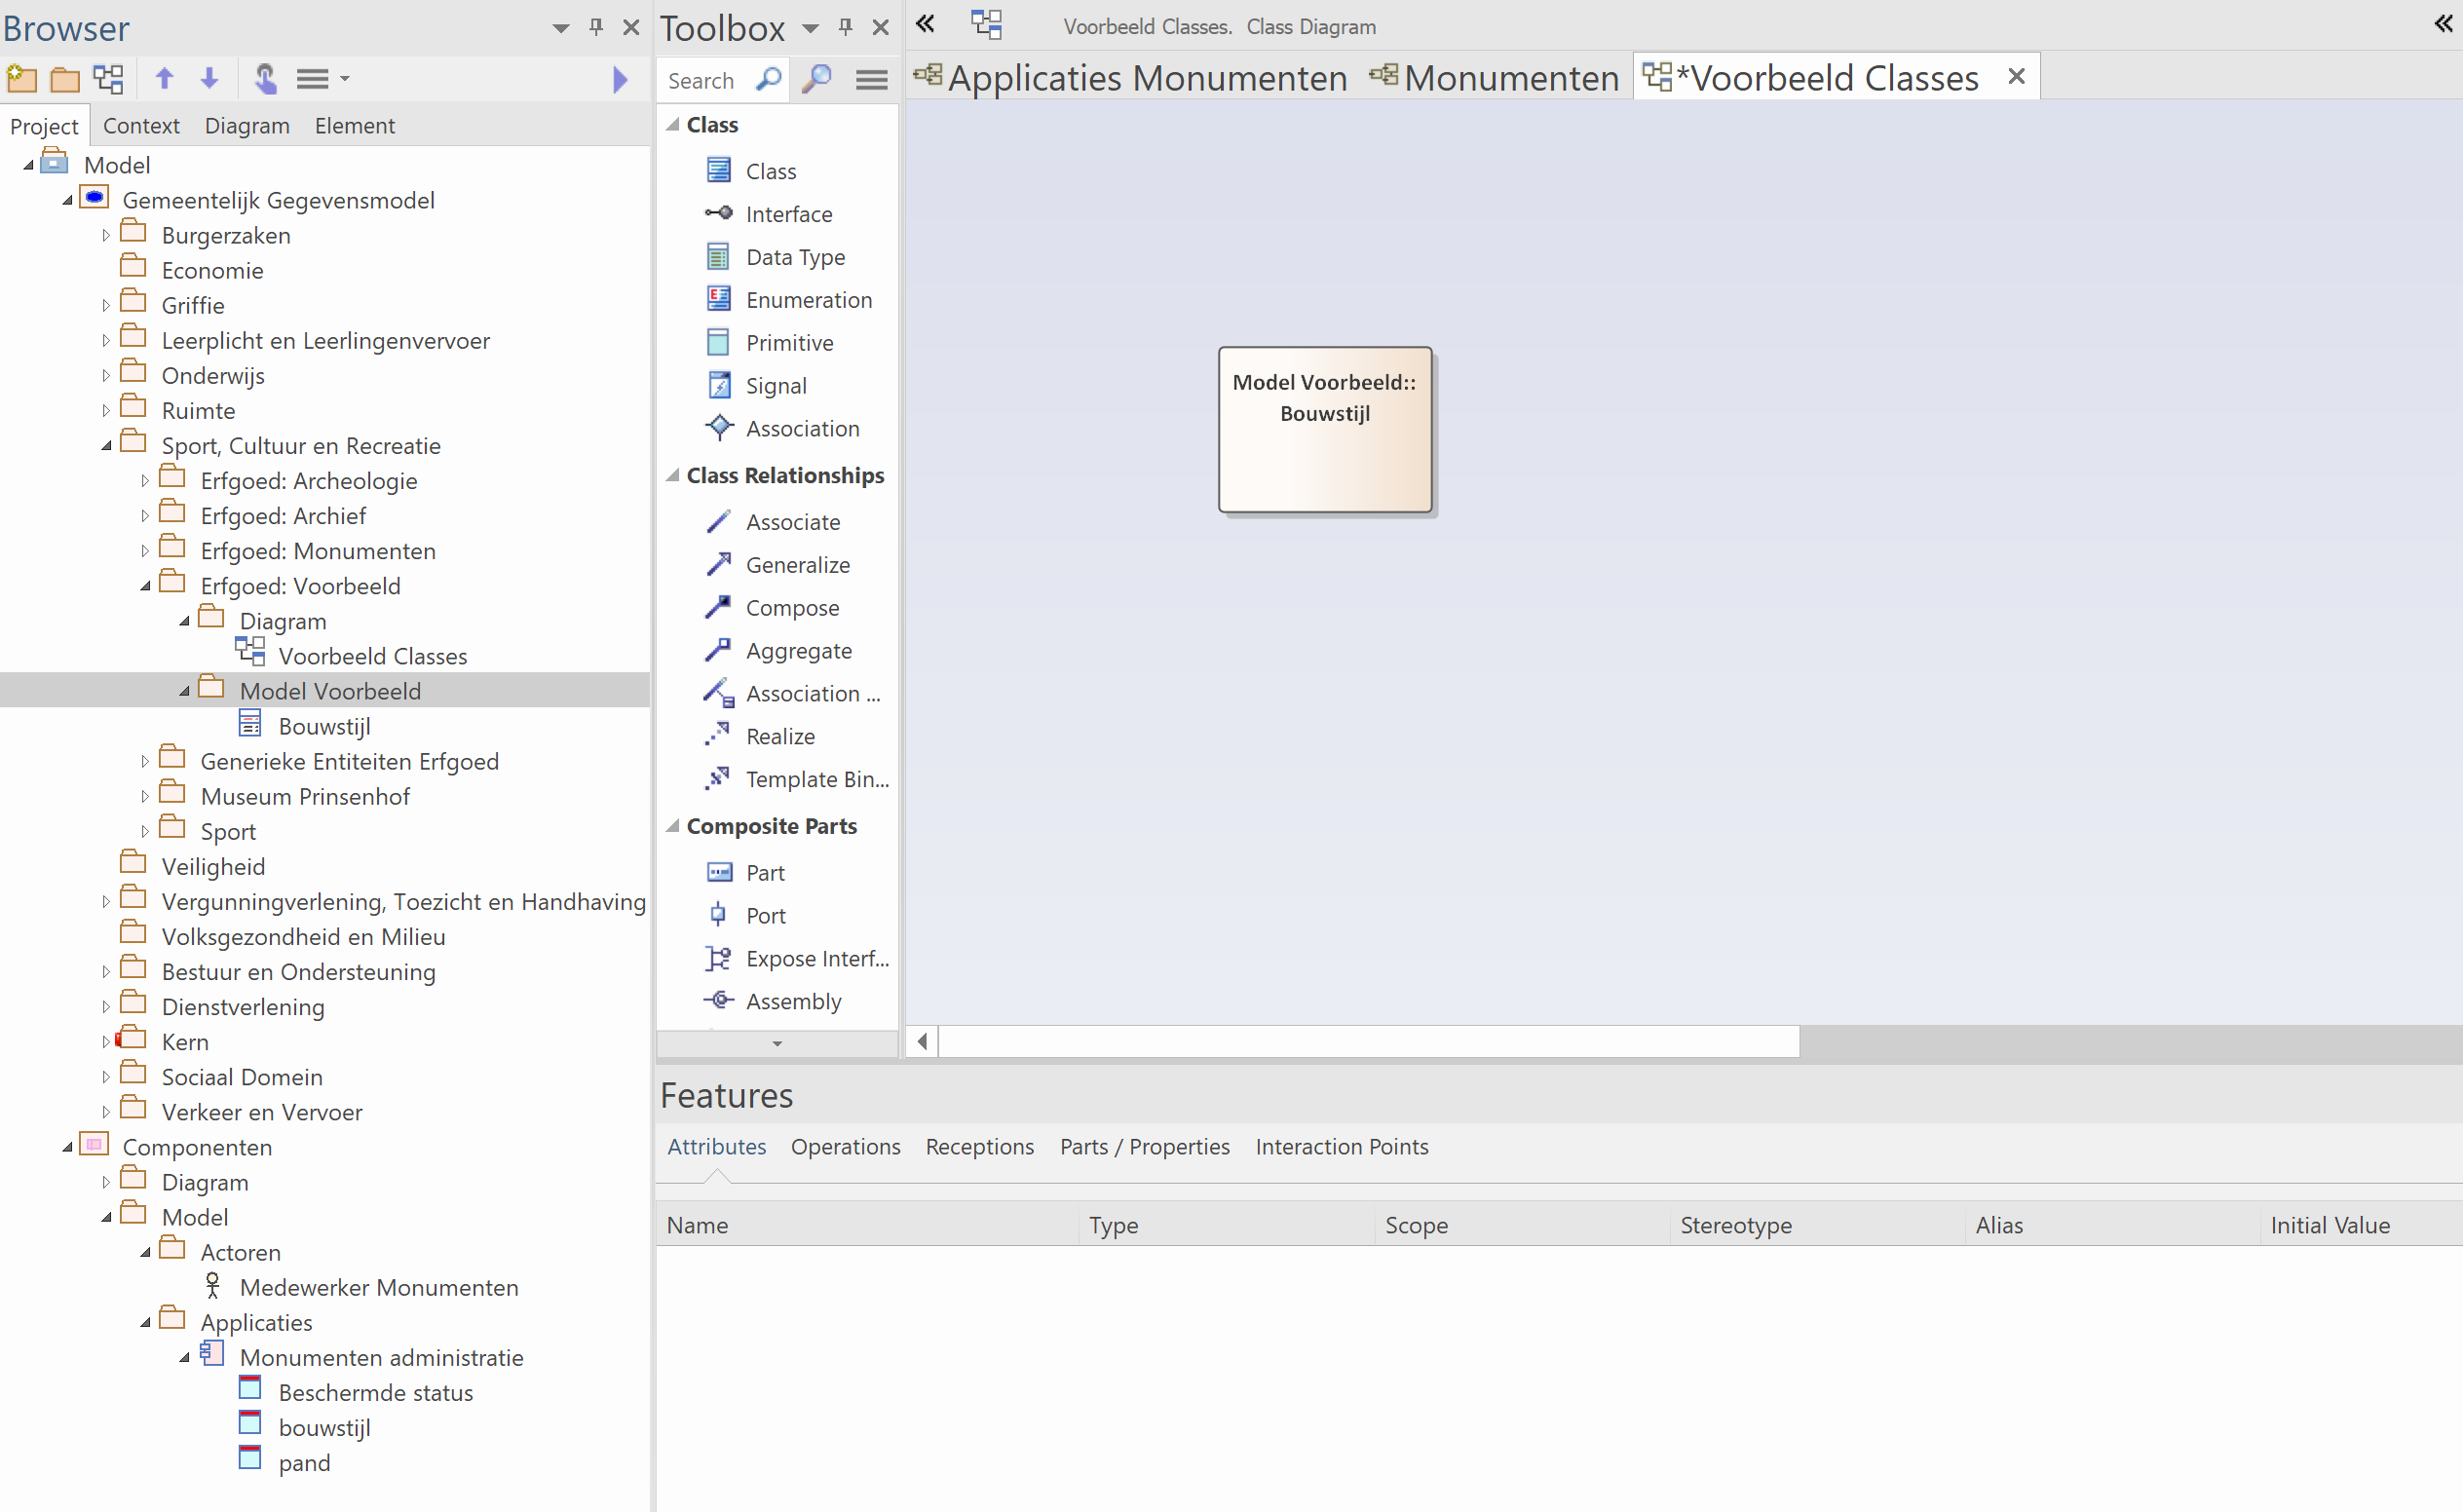 Browser
Project Context Diagram Element
Model
Gemeentelijk Gegevensmodel
Burgerzaken
Economie
Griffie
Leerplicht en Leerlingenvervoer
Onderwijs
Ruimte
Sport, Cultuur en Recreatie
Erfgoed: Archeologie
Erfgoed: Archief
Erfgoed: Monumenten
Erfgoed: Voorbeeld
Diagram
Voorbeeld Classes
Model Voorbeeld
Bouwstijl
Generieke Entiteiten Erfgoed
Museum Prinsenhof
Sport
Veiligheid
Vergunningverlening, Toezicht en Handhaving
Volksgezondheid en Milieu
Bestuur en Ondersteuning
Dienstverlening
Kern
Sociaal Domein
Verkeer en Vervoer
Componenten
Diagram
Model
Actoren
Medewerker Monumenten
Applicaties
Monumenten administratie
Beschermde status
bouwstijl
pand
Toolbox
Search
Class
Class
Interface
Data Type
Enumeration
Primitive
Signal
Association
Class Relationships
Associate
Generalize
Compose
Aggregate
Association ...
Realize
Template Bin...
Composite Parts
Part
Port
Expose Interf...
Assembly
Voorbeeld Classes. Class Diagram
Applicaties Monumenten Monumenten *Voorbeeld Classes
Model Voorbeeld::
Bouwstijl
Features
Attributes Operations Receptions Parts / Properties Interaction Points
Name Type Scope Stereotype Alias Initial Value